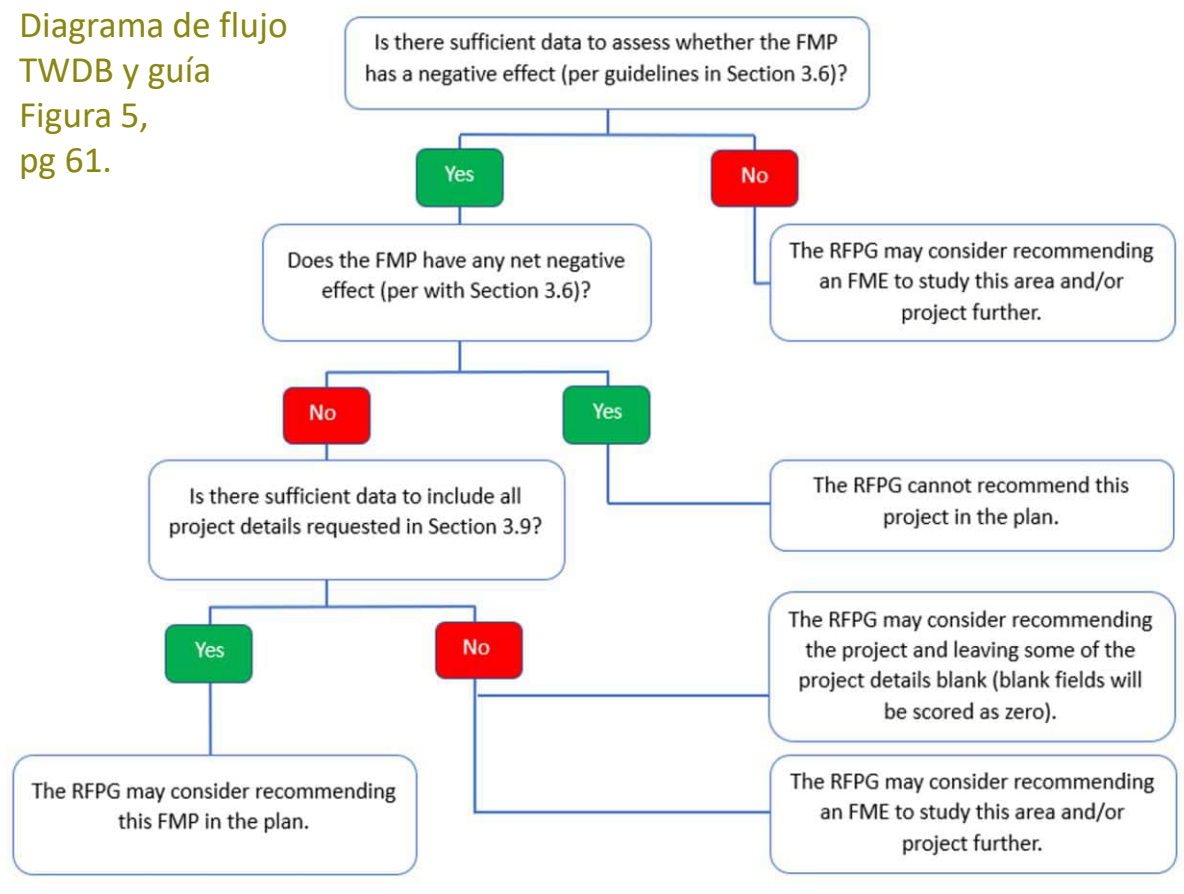 Diagrama de flujo
TWDB y guía
Figura 5,
pg 61.
Is there sufficient data to assess whether the FMP
has a negative effect (per guidelines in Section 3.6)?
Yes
No
Does the FMP have any net negative
effect (per with Section 3.6)?
The RFPG may consider recommending
an FME to study this area and/or
project further.
No
Yes
Is there sufficient data to include all
project details requested in Section 3.9?
The RFPG cannot recommend this
project in the plan.
Yes
No
The RFPG may consider recommending
the project and leaving some of the
project details blank (blank fields will
be scored as zero).
The RFPG may consider recommending
this FMP in the plan.
The RFPG may consider recommending
an FME to study this area and/or
project further.